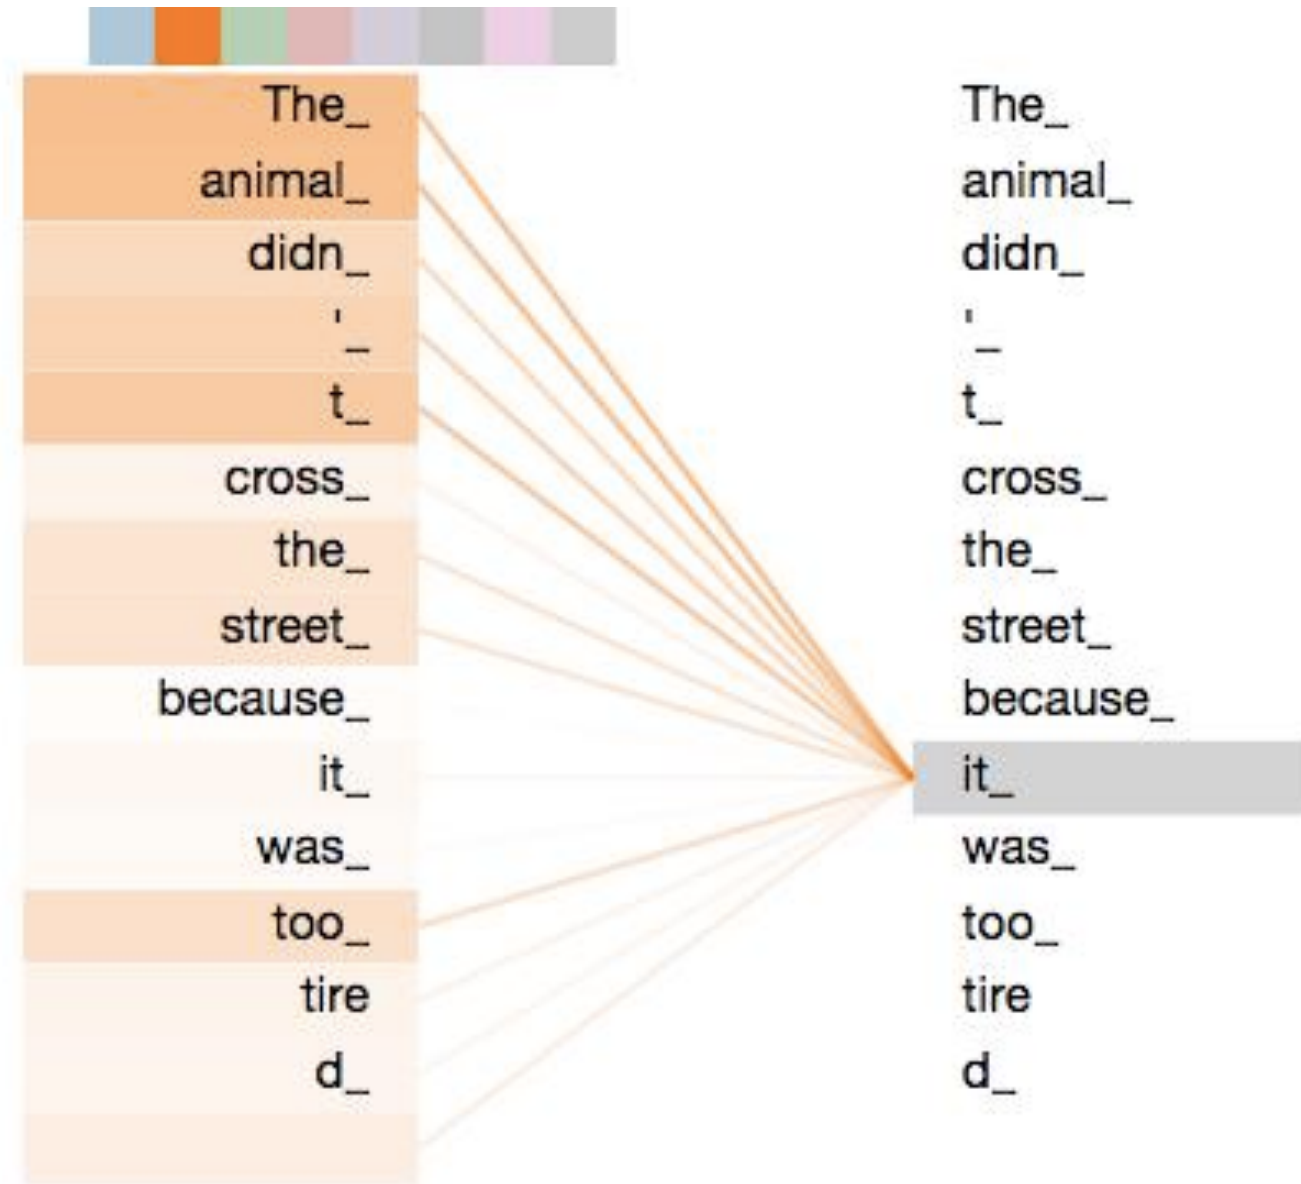 The_ The_
animal_ animal_
didn_ didn_
'_ '_
t_ t_
cross_ cross_
the_ the_
street_ street_
because_ because_
it_ it_
was_ was_
too_ too_
tire tire
d_ d_